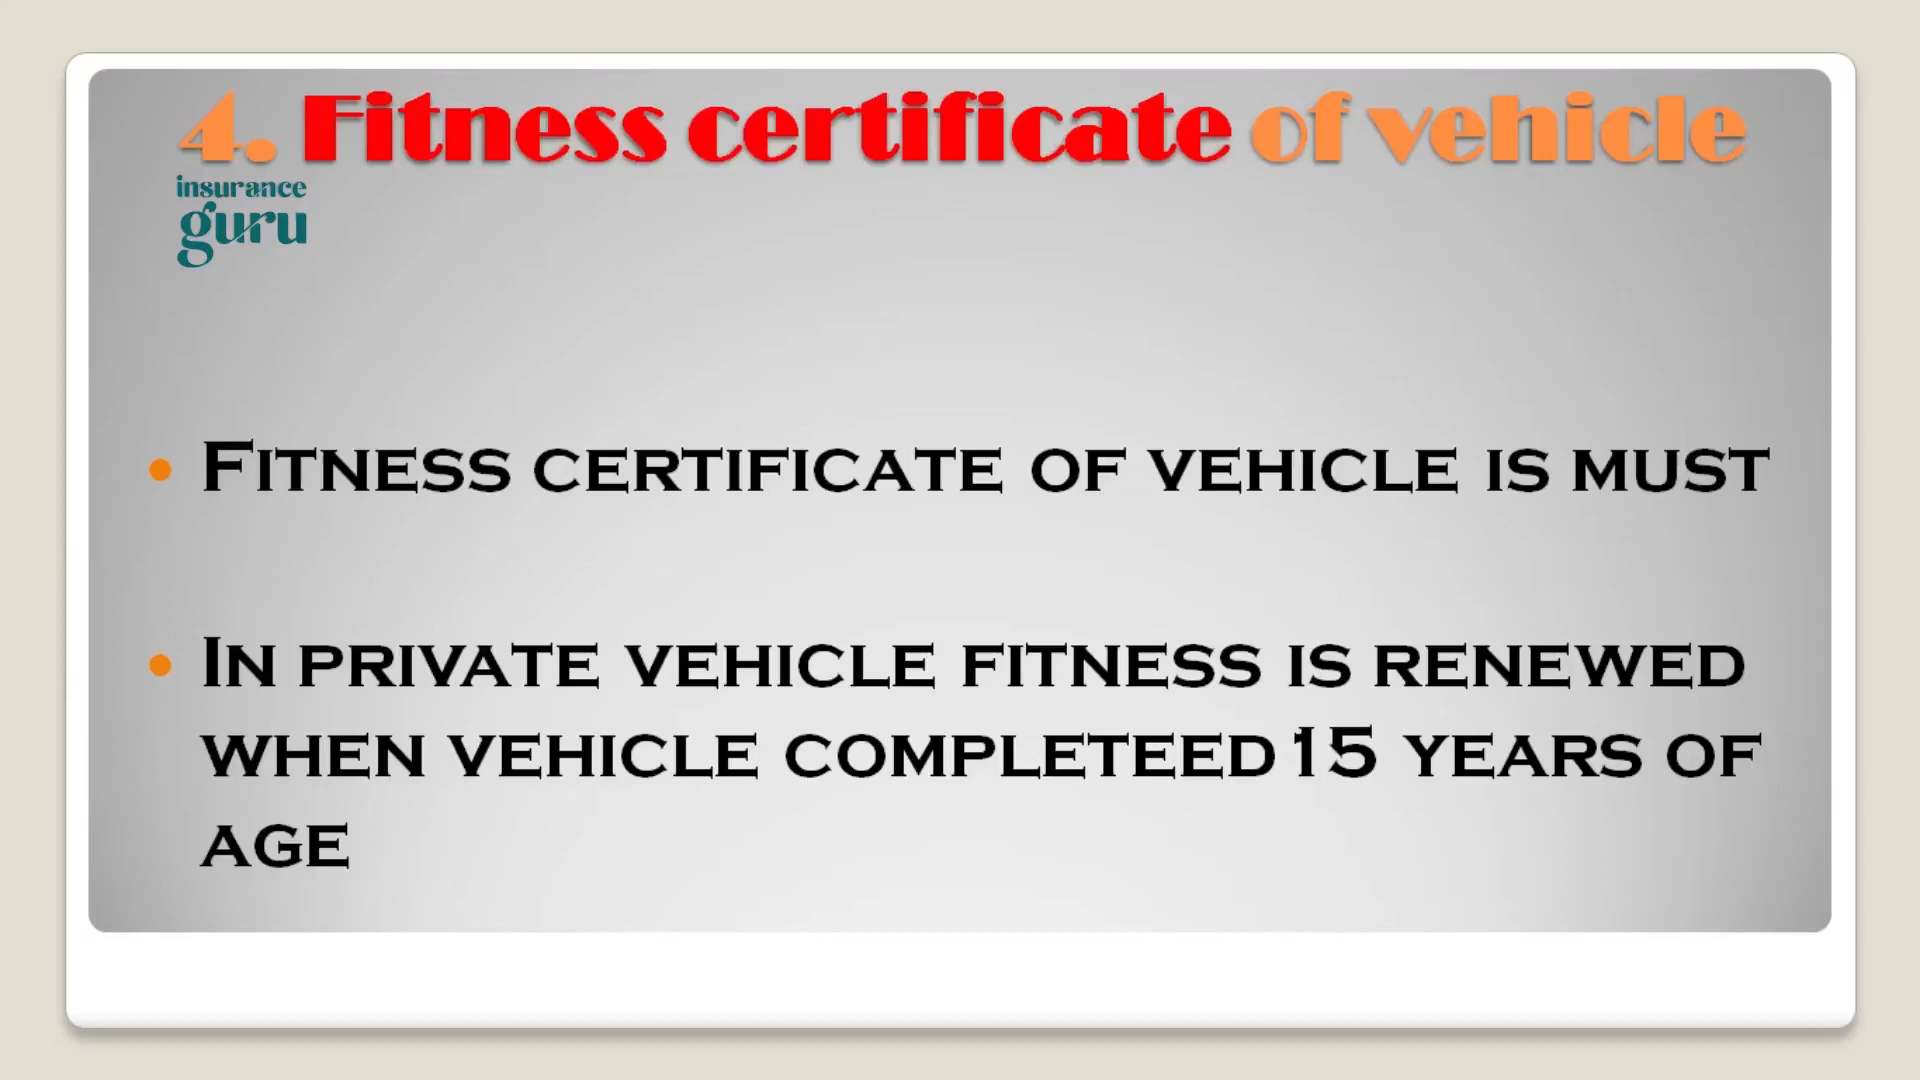 4. Fitness certificate of vehicle
insurance
guru
• Fitness certificate of vehicle is must
• In private vehicle fitness is renewed
when vehicle completeed 15 years of
age